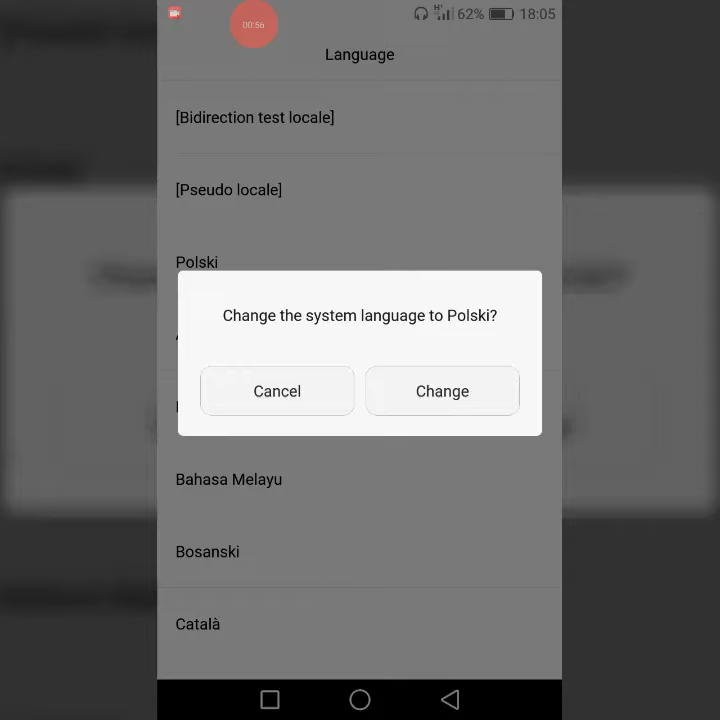 00:56
H
62%
18:05
Language
[Bidirection test locale]
[Pseudo locale]
Polski
Change the system language to Polski?
Cancel
Change
Bahasa Melayu
Bosanski
Català